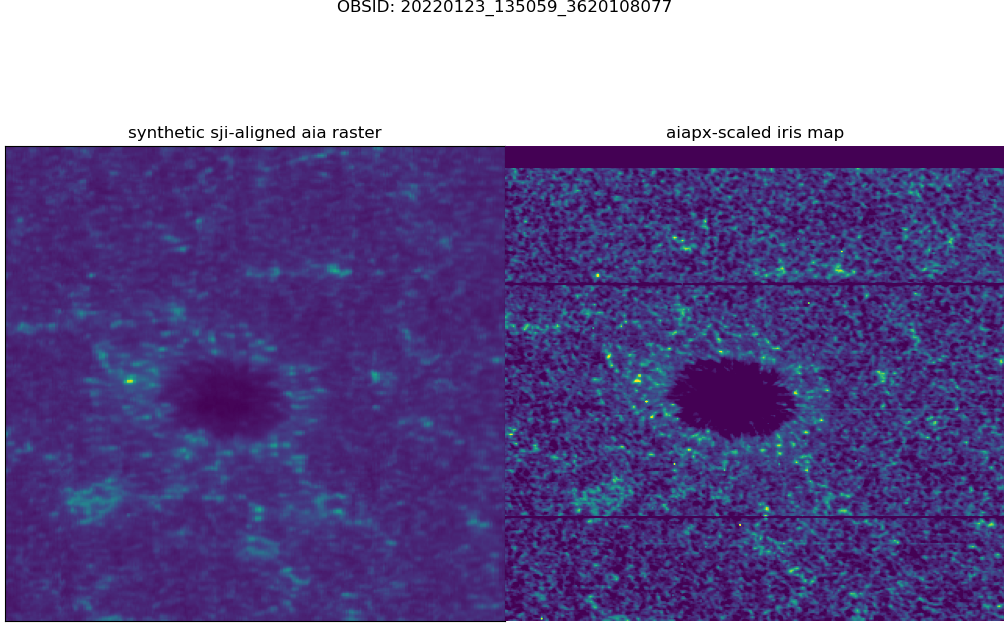 OBSID: 20220123_135059_3620108077
synthetic sji-aligned aia raster
aiapx-scaled iris map